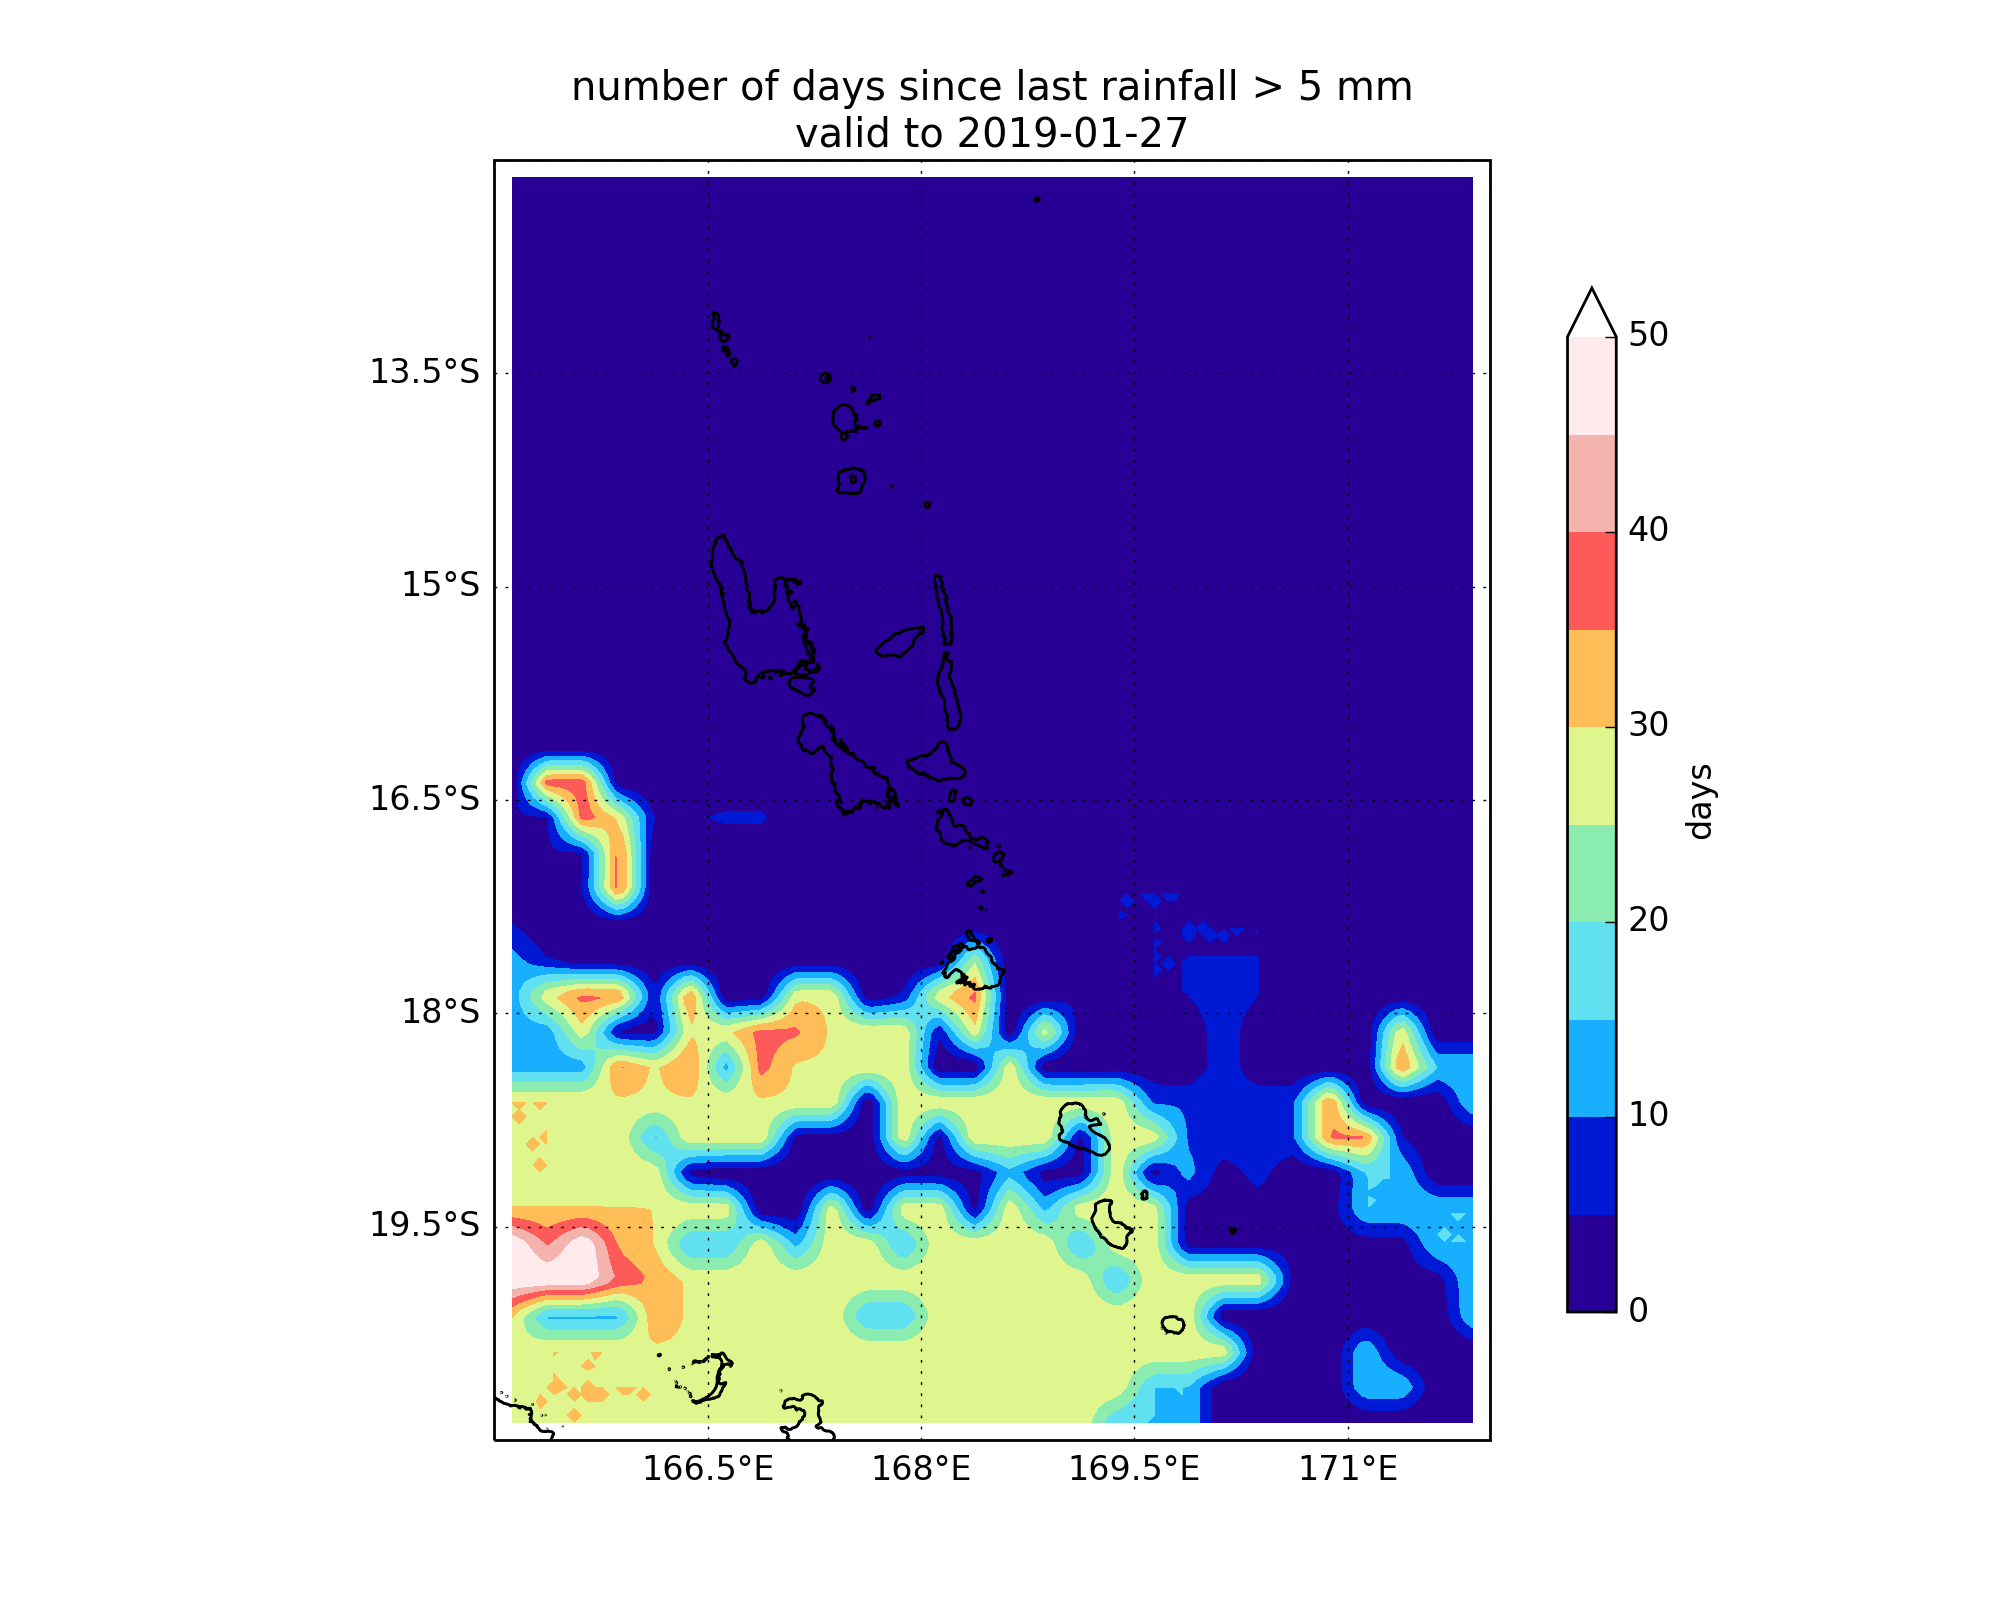 number of days since last rainfall > 5 mm
valid to 2019-01-27
13.5°S
15°S
16.5°S
18°S
19.5°S
166.5°E
168°E
169.5°E
171°E
50
40
30
20
10
0
days